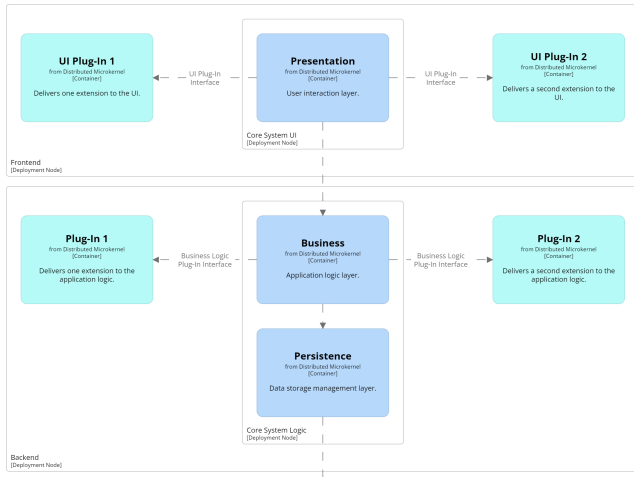 UI Plug-In 1
from Distributed Microkernel
[Container]
Delivers one extension to the UI.
UI Plug-In
Interface
Presentation
from Distributed Microkernel
[Container]
User interaction layer.
UI Plug-In
Interface
UI Plug-In 2
from Distributed Microkernel
[Container]
Delivers a second extension to the
UI.
Core System UI
[Deployment Node]
Frontend
[Deployment Node]
Plug-In 1
from Distributed Microkernel
[Container]
Delivers one extension to the
application logic.
Business Logic
Plug-In Interface
Business
from Distributed Microkernel
[Container]
Application logic layer.
Business Logic
Plug-In Interface
Plug-In 2
from Distributed Microkernel
[Container]
Delivers a second extension to the
application logic.
Persistence
from Distributed Microkernel
[Container]
Data storage management layer.
Core System Logic
[Deployment Node]
Backend
[Deployment Node]